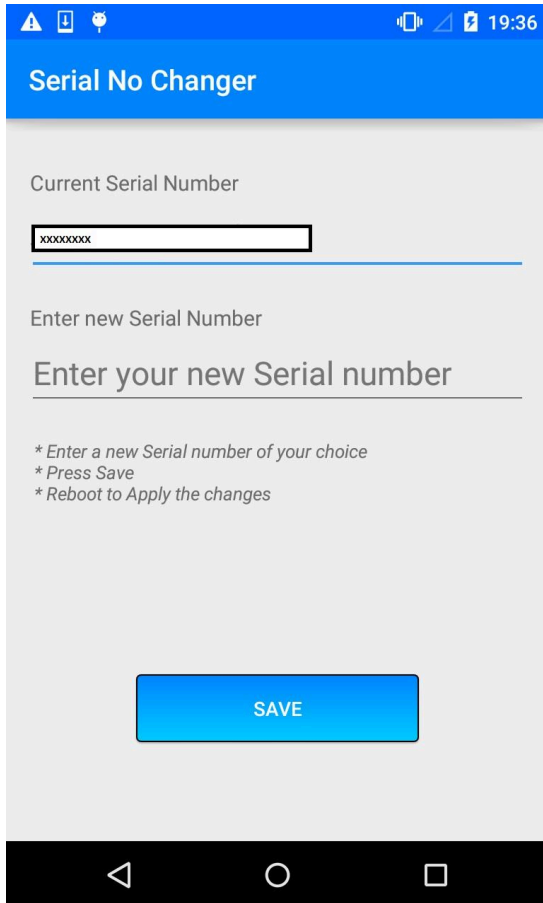 19:36
Serial No Changer
Current Serial Number
xxxxxxxx
Enter new Serial Number
Enter your new Serial number
* Enter a new Serial number of your choice
* Press Save
* Reboot to Apply the changes
SAVE